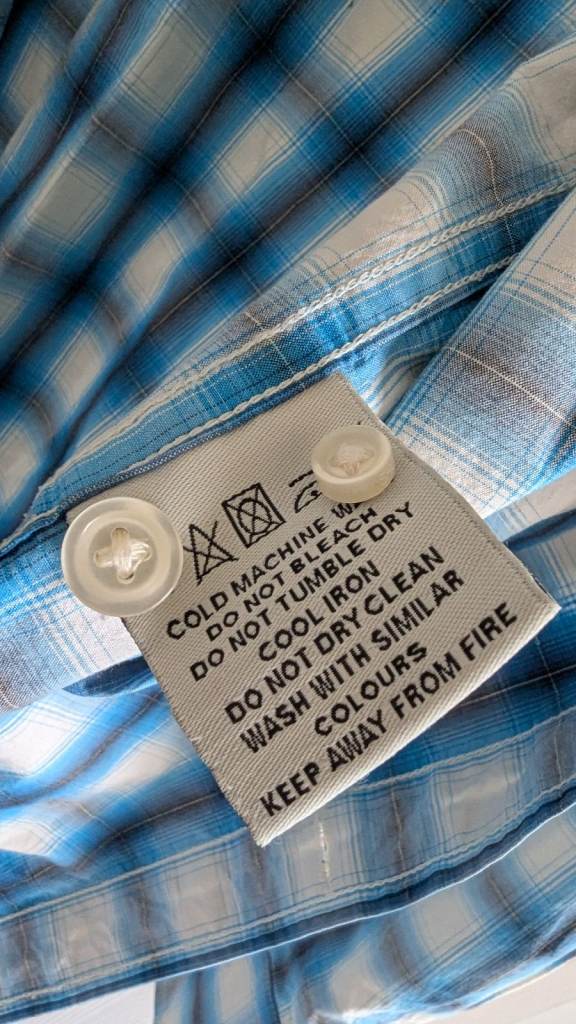 COLD MACHINE
DO NOT BLEACH
DO NOT TUMBLE DRY
COOL IRON
DO NOT DRY CLEAN
WASH WITH SIMILAR
COLOURS
KEEP AWAY FROM FIRE